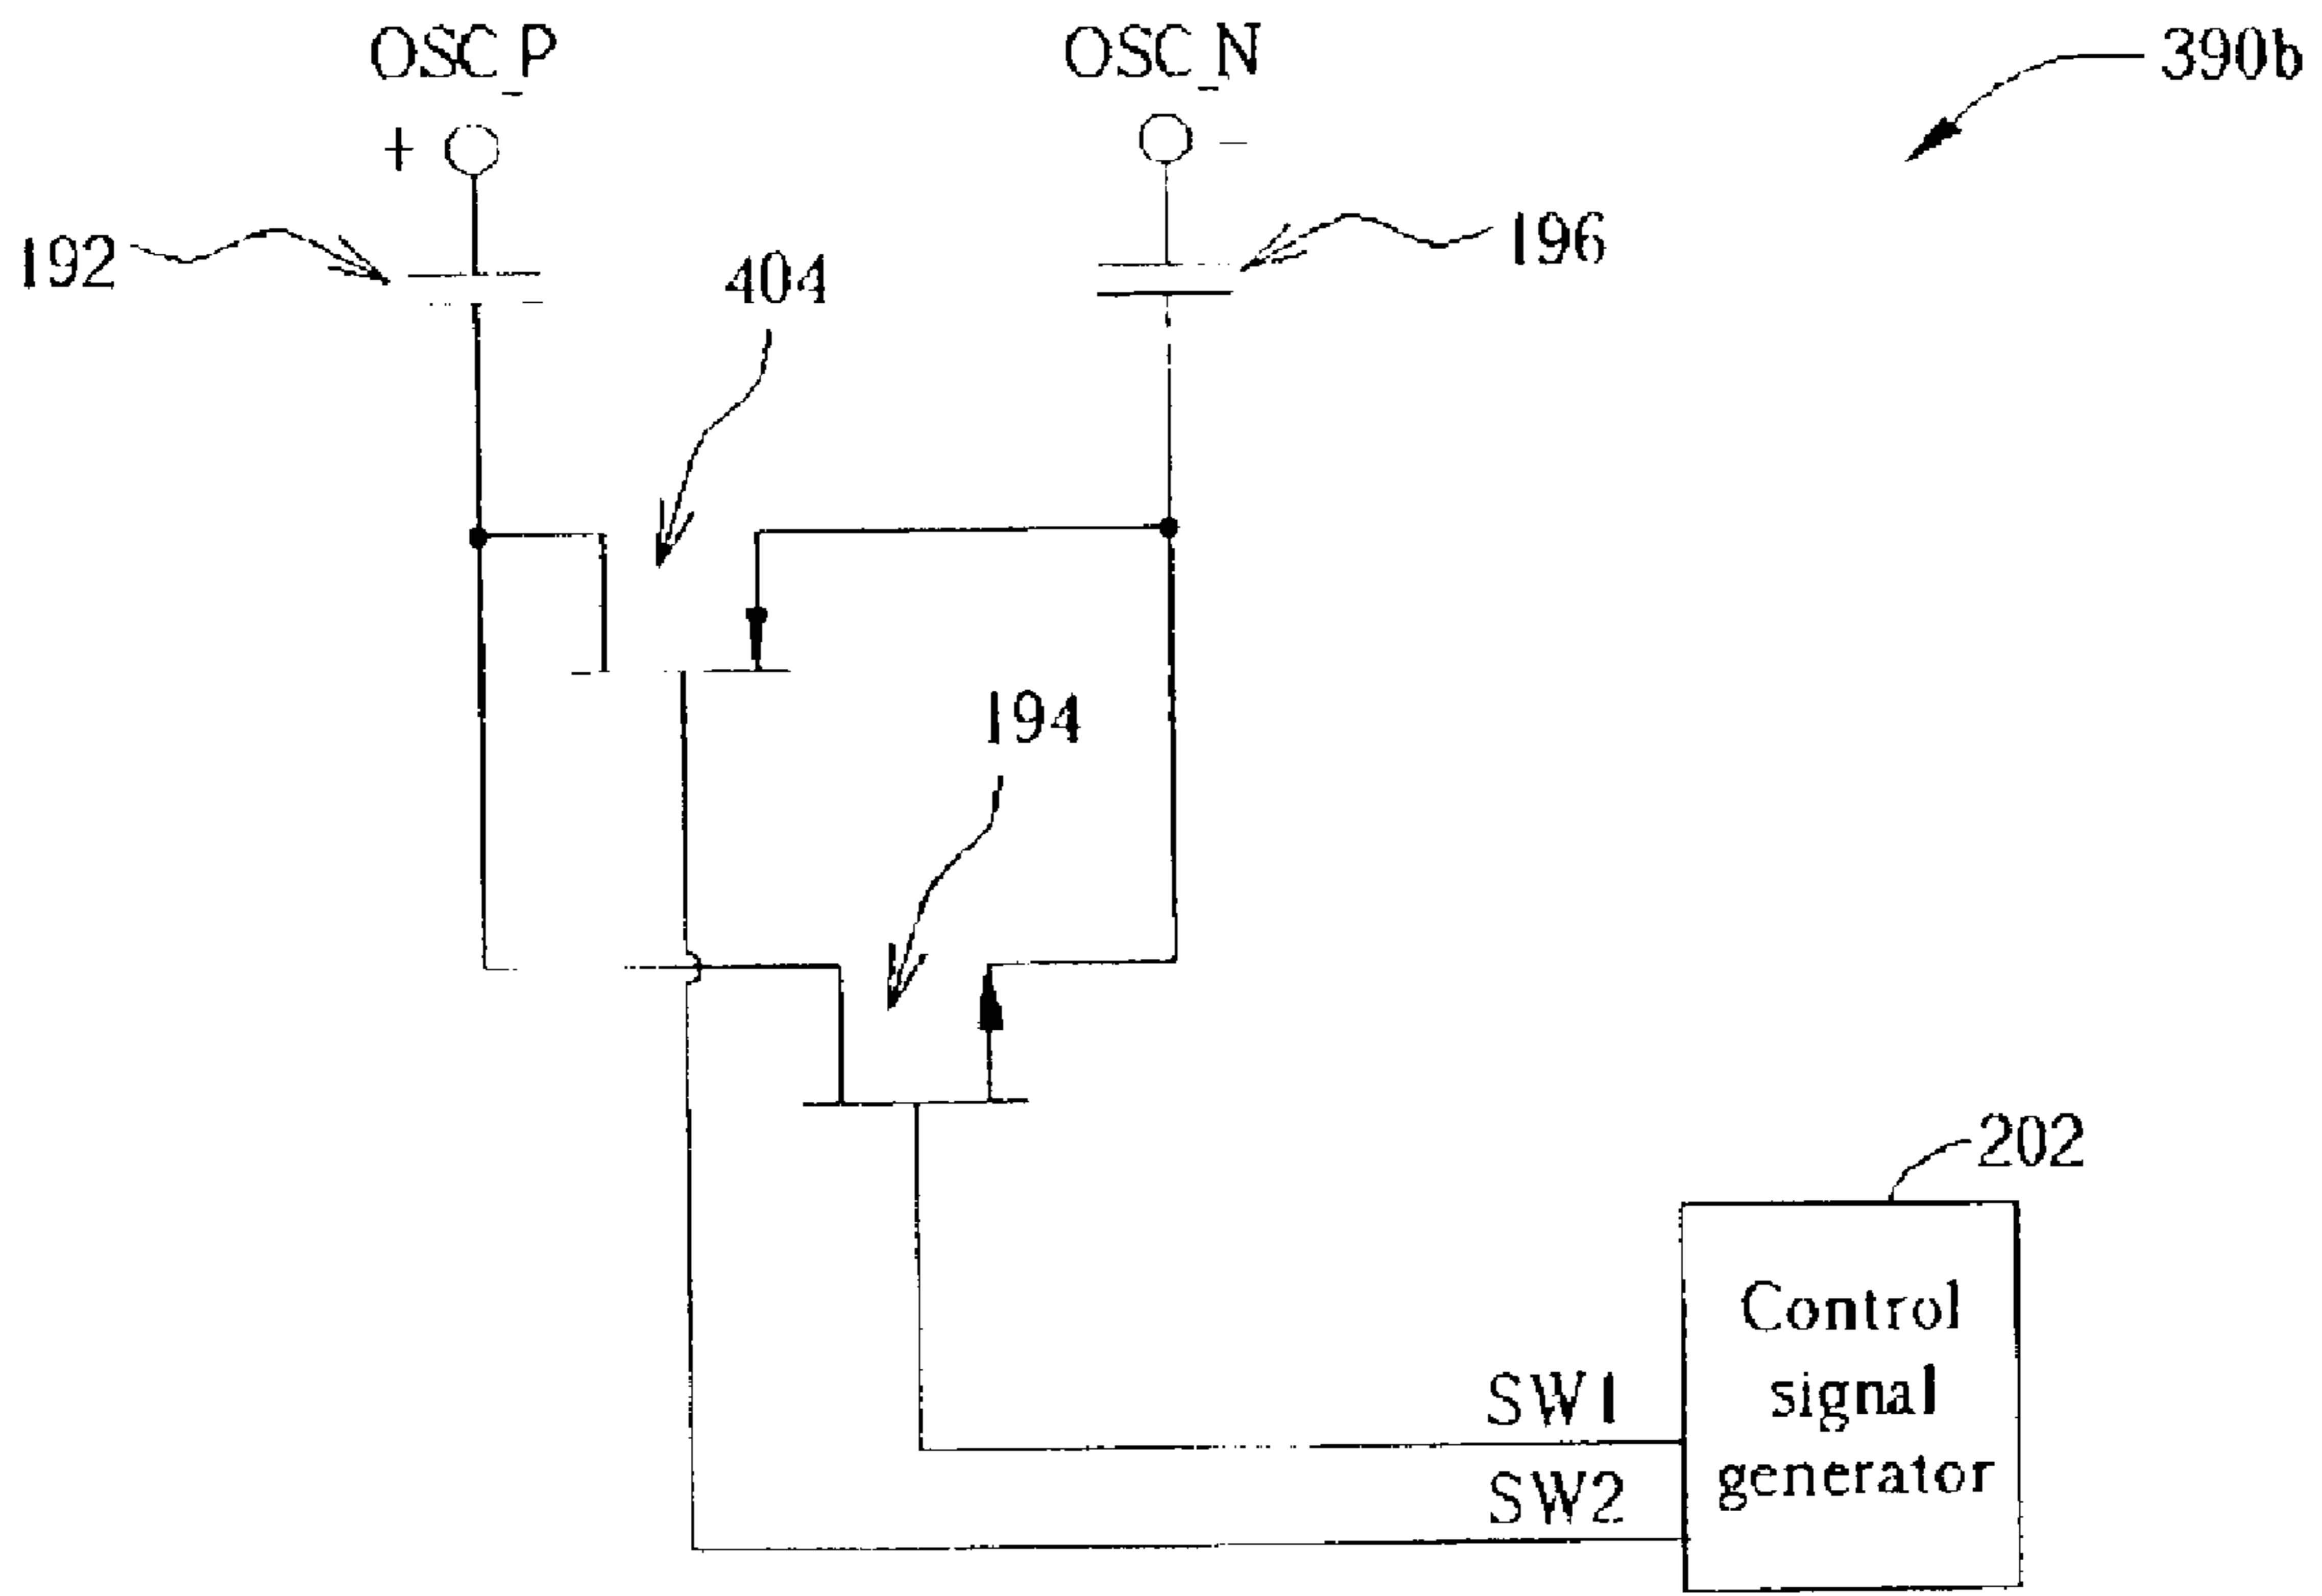 OSC_P
OSC_N
390b
+
-
192
196
404
194
202
Control
signal
generator
SW1
SW2